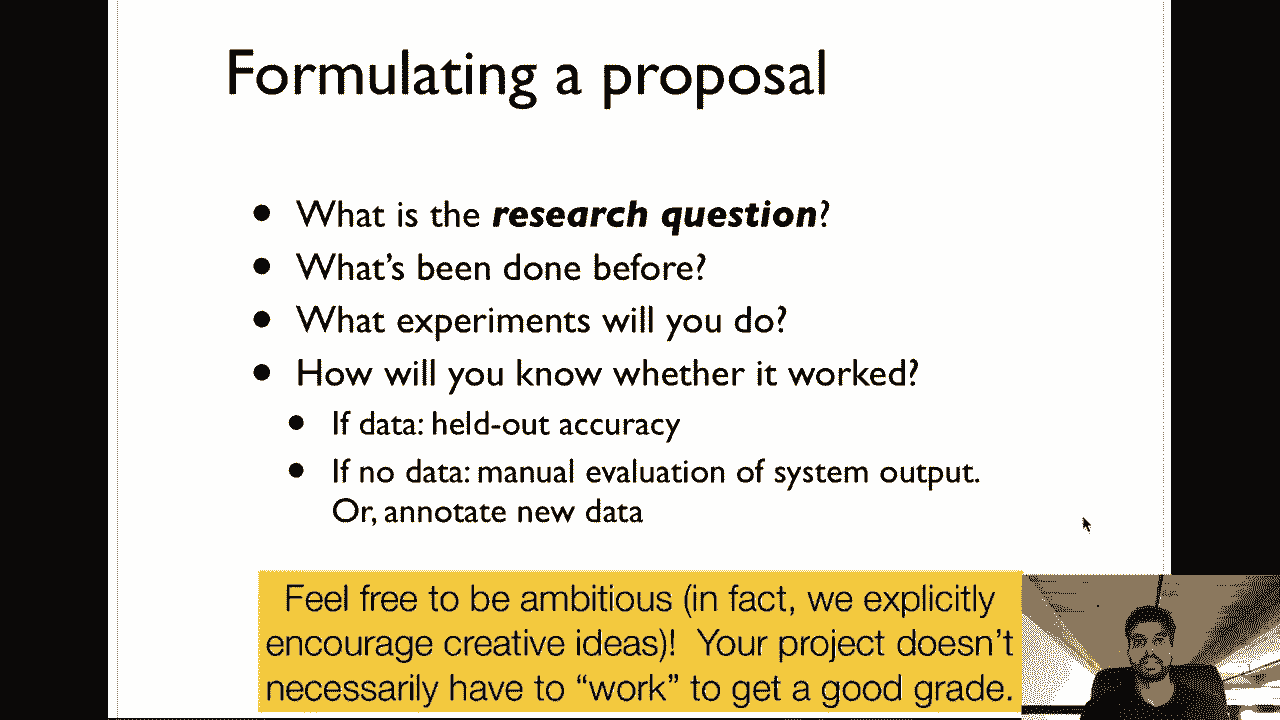 Formulating a proposal
• What is the research question?
• What's been done before?
• What experiments will you do?
• How will you know whether it worked?
• If data: held-out accuracy
• If no data: manual evaluation of system output.
Or, annotate new data
Feel free to be ambitious (in fact, we explicitly
encourage creative ideas)! Your project doesn't
necessarily have to “work” to get a good grade.